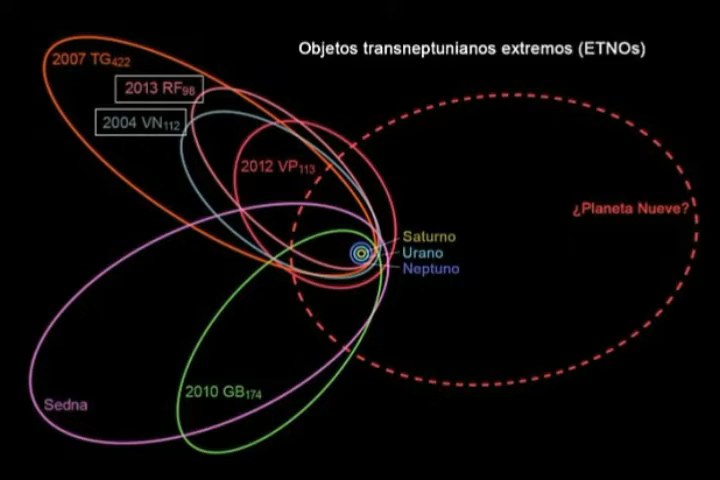 Objetos transneptunianos extremos (ETNOs)
2007 TG422
2013 RF98
2004 VN112
2012 VP113
¿Planeta Nueve?
Saturno
Urano
Neptuno
2010 GB174
Sedna